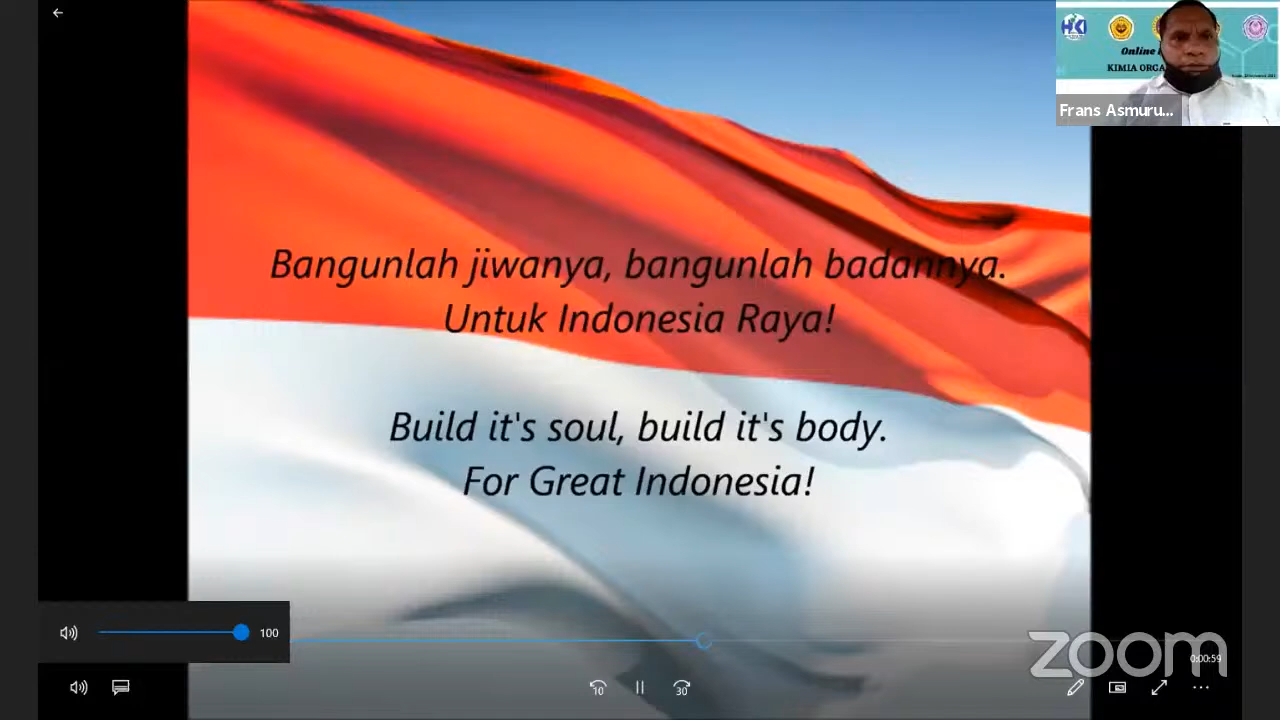 Online
KIMIA ORGA
Frans Asmuru...
Bangunlah jiwanya, bangunlah badannya.
Untuk Indonesia Raya!
Build it's soul, build it's body.
For Great Indonesia!
100
zoom
0:00:59
10
30